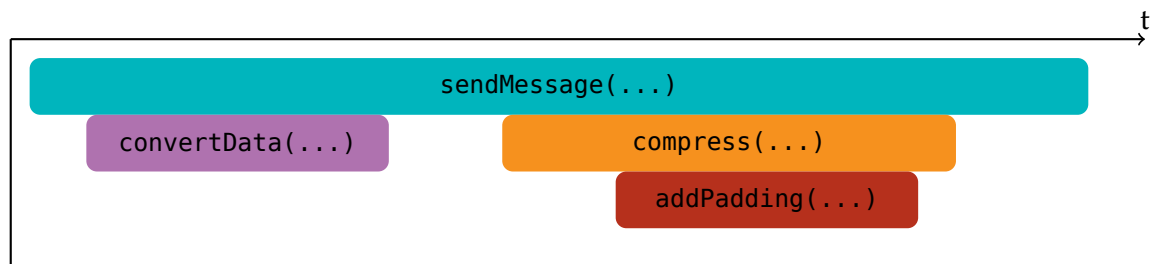 t
sendMessage(...)
convertData(...) compress(...)
addPadding(...)